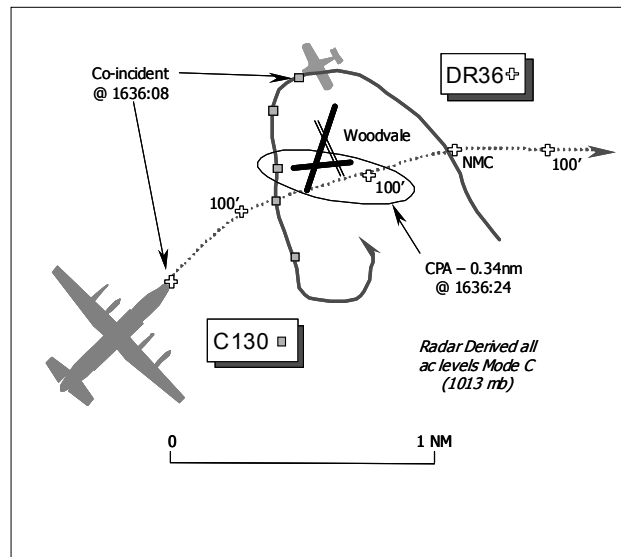 Co-incident
@ 1636:08
DR36
Woodvale
NMC
100'
100'
100'
CPA – 0.34nm
@ 1636:24
C130
Radar Derived all
ac levels Mode C
(1013 mb)
0
1 NM